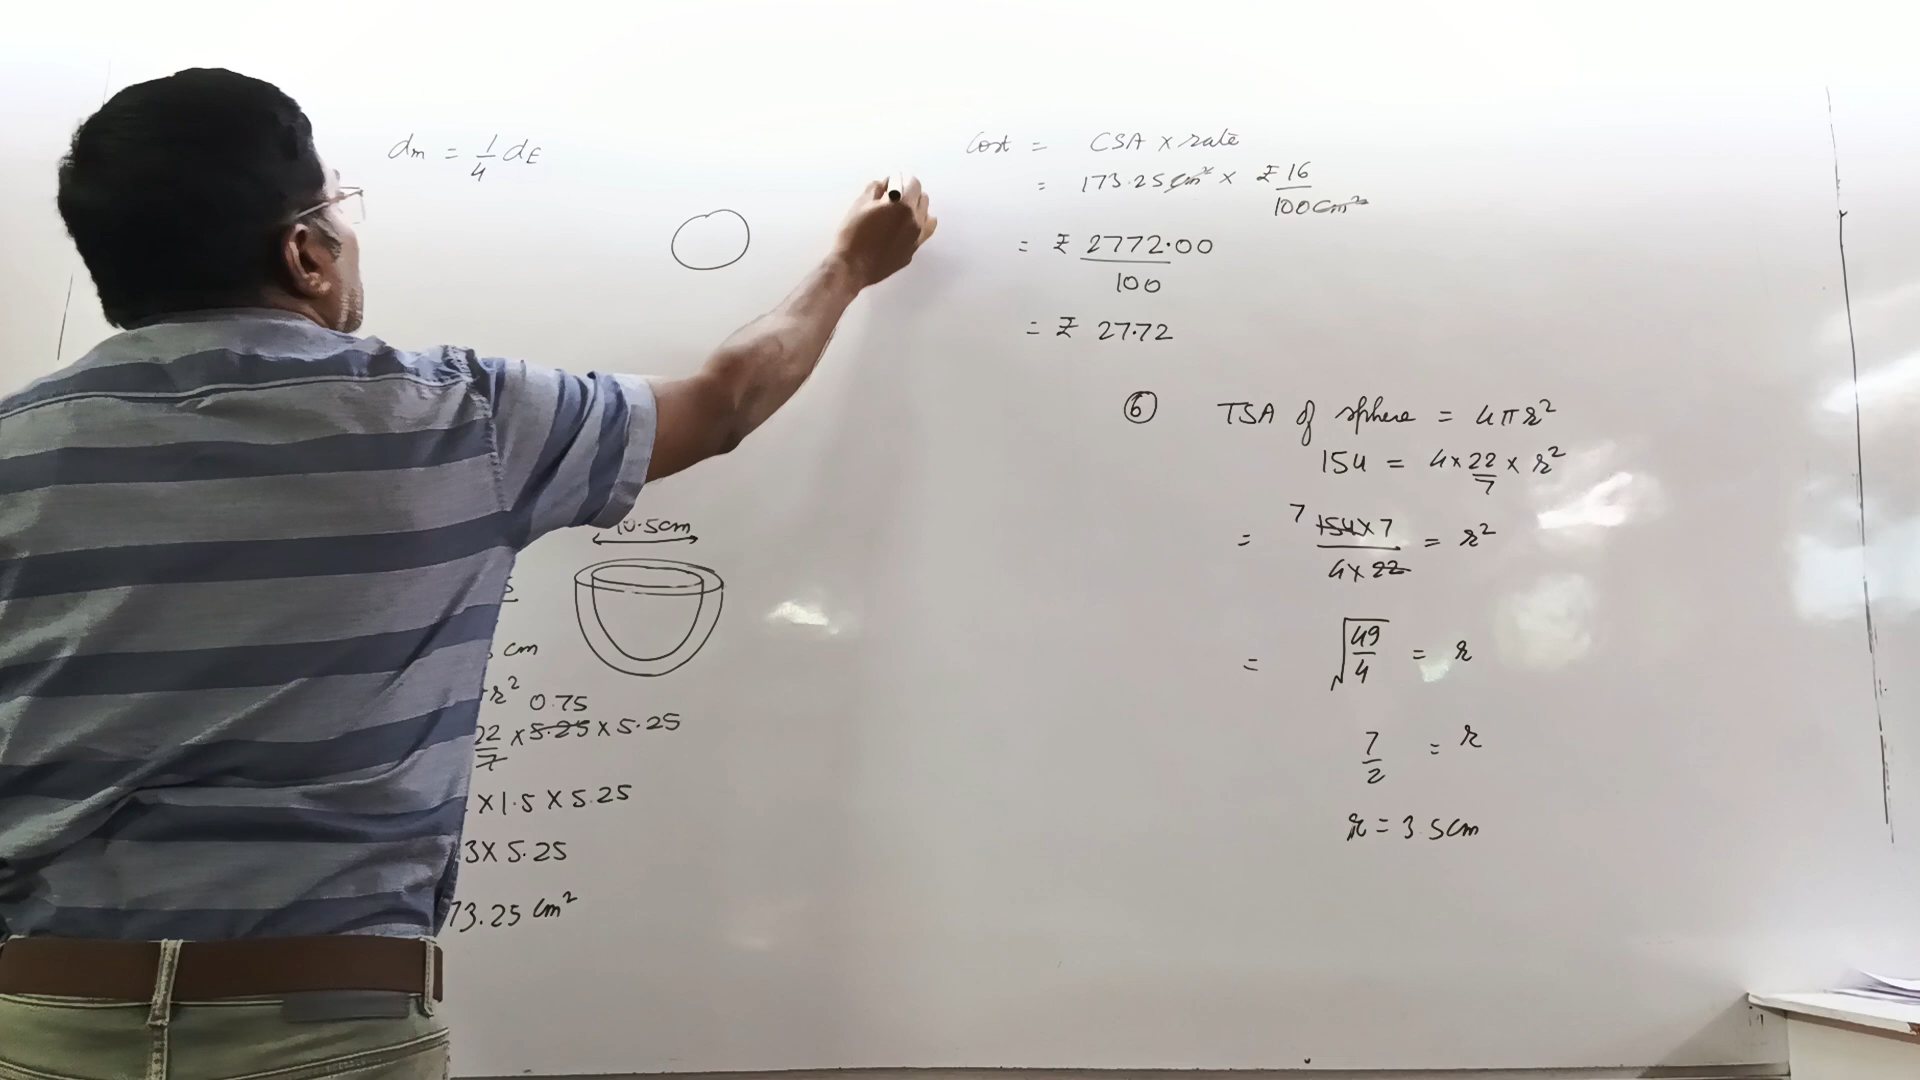 dm = 1/4 dE
10.5cm
cm
r² 0.75
22/7 × 5.25 × 5.25
× 1.5 × 5.25
3 × 5.25
73.25 cm²
Cost = CSA × rate
= 173.25 cm² × ₹ 16/100 cm²
= ₹ 2772.00/100
= ₹ 27.72
⑥ TSA of sphere = 4πr²
154 = 4 × 22/7 × r²
= 7 154 × 7/4 × 22 = r²
= √49/4 = r
7/2 = r
r = 3.5cm